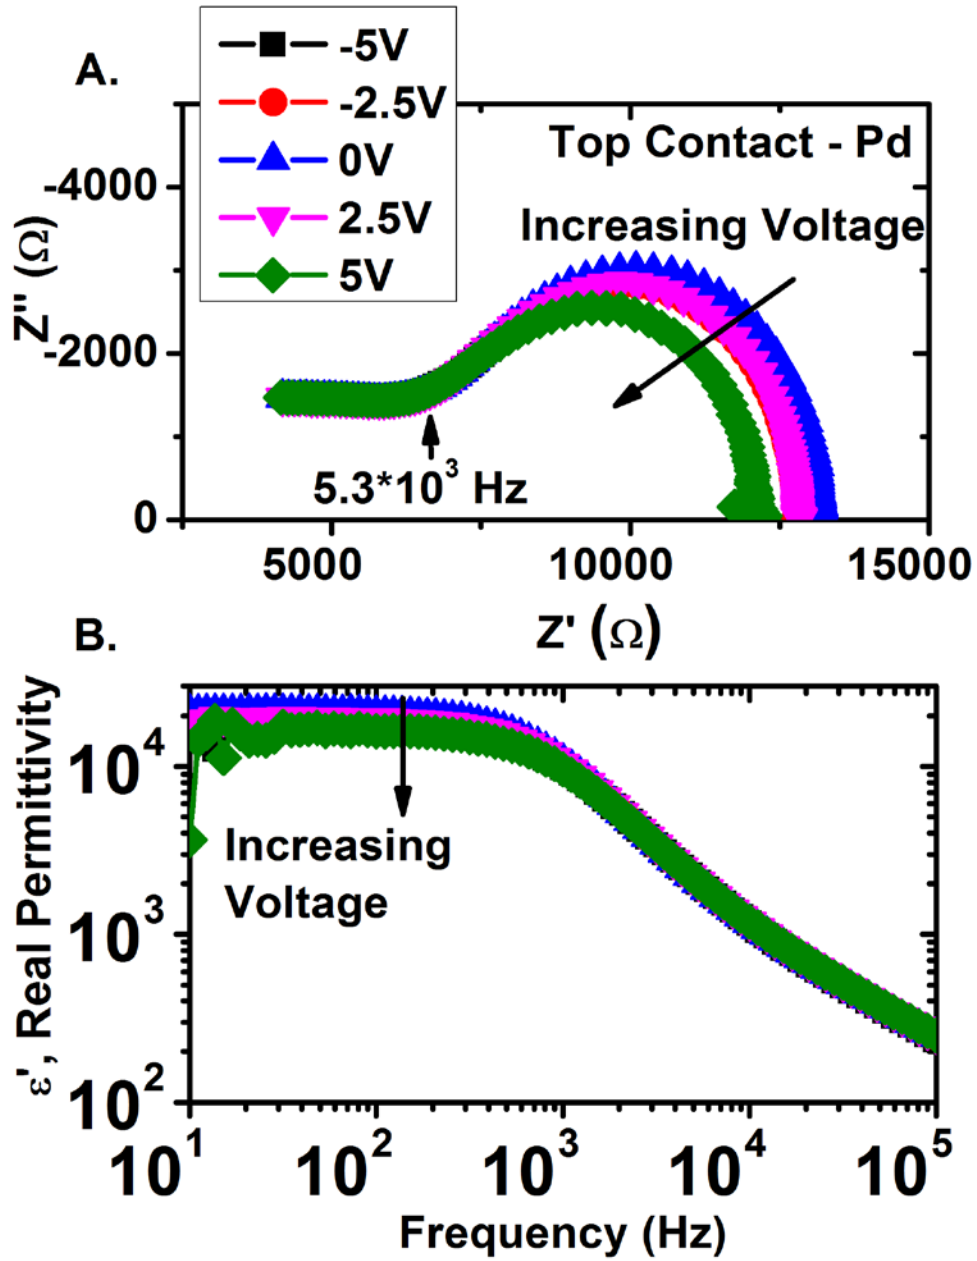 A.
-5V
-2.5V
0V
2.5V
5V
Top Contact - Pd
Increasing Voltage
Z'' (Ω)
-4000
-2000
0
5.3*10³ Hz
5000
10000
15000
Z' (Ω)
B.
ε', Real Permittivity
10⁴
10³
10²
Increasing
Voltage
10¹
10²
10³
10⁴
10⁵
Frequency (Hz)